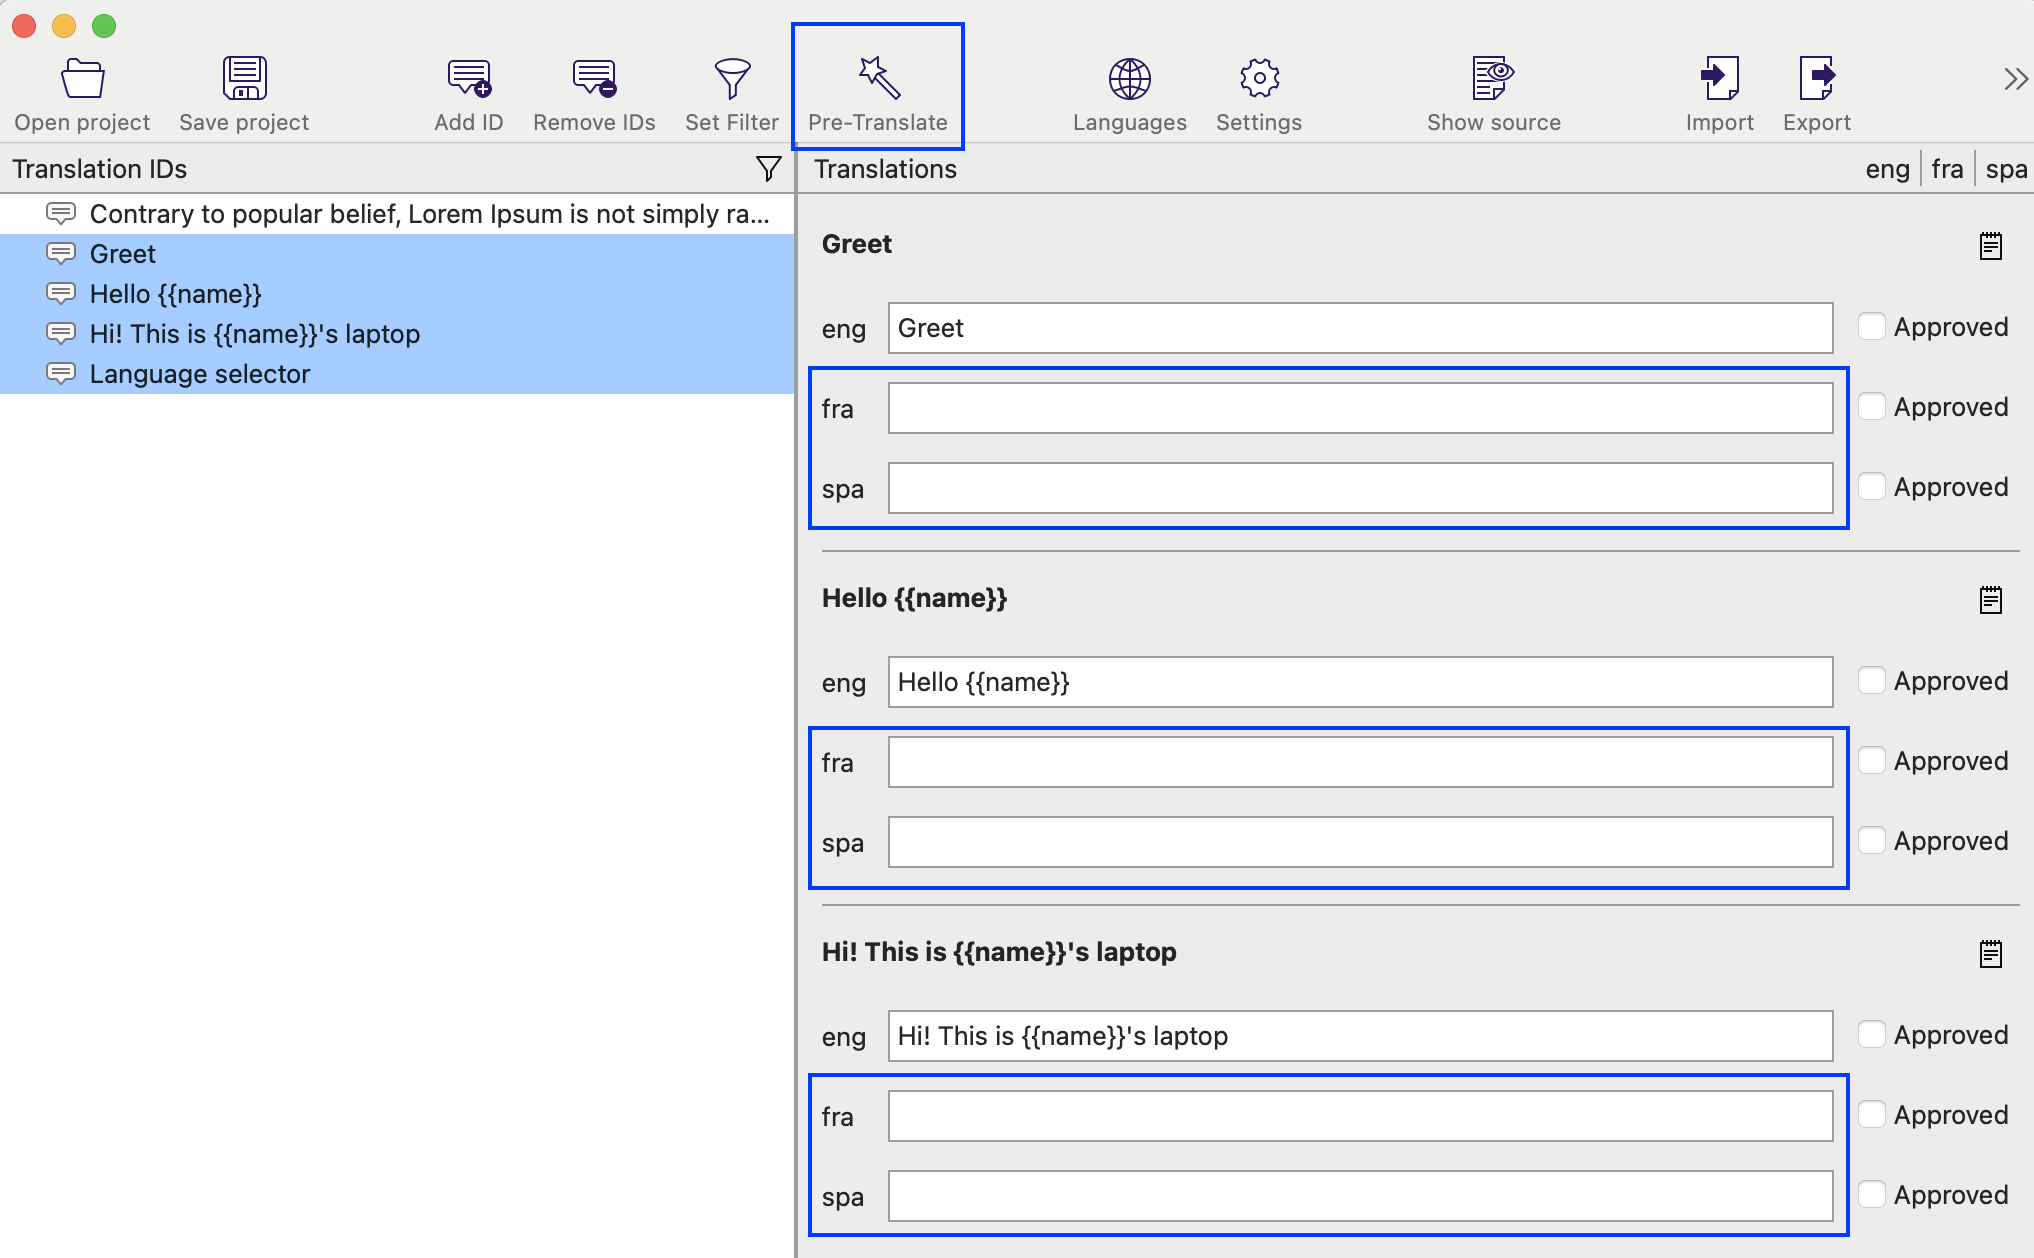 Open project Save project Add ID Remove IDs Set Filter Pre-Translate Languages Settings Show source Import Export
Translation IDs
Contrary to popular belief, Lorem Ipsum is not simply ra...
Greet
Hello {{name}}
Hi! This is {{name}}'s laptop
Language selector
Translations eng fra spa
Greet
eng Greet Approved
fra Approved
spa Approved
Hello {{name}}
eng Hello {{name}} Approved
fra Approved
spa Approved
Hi! This is {{name}}'s laptop
eng Hi! This is {{name}}'s laptop Approved
fra Approved
spa Approved